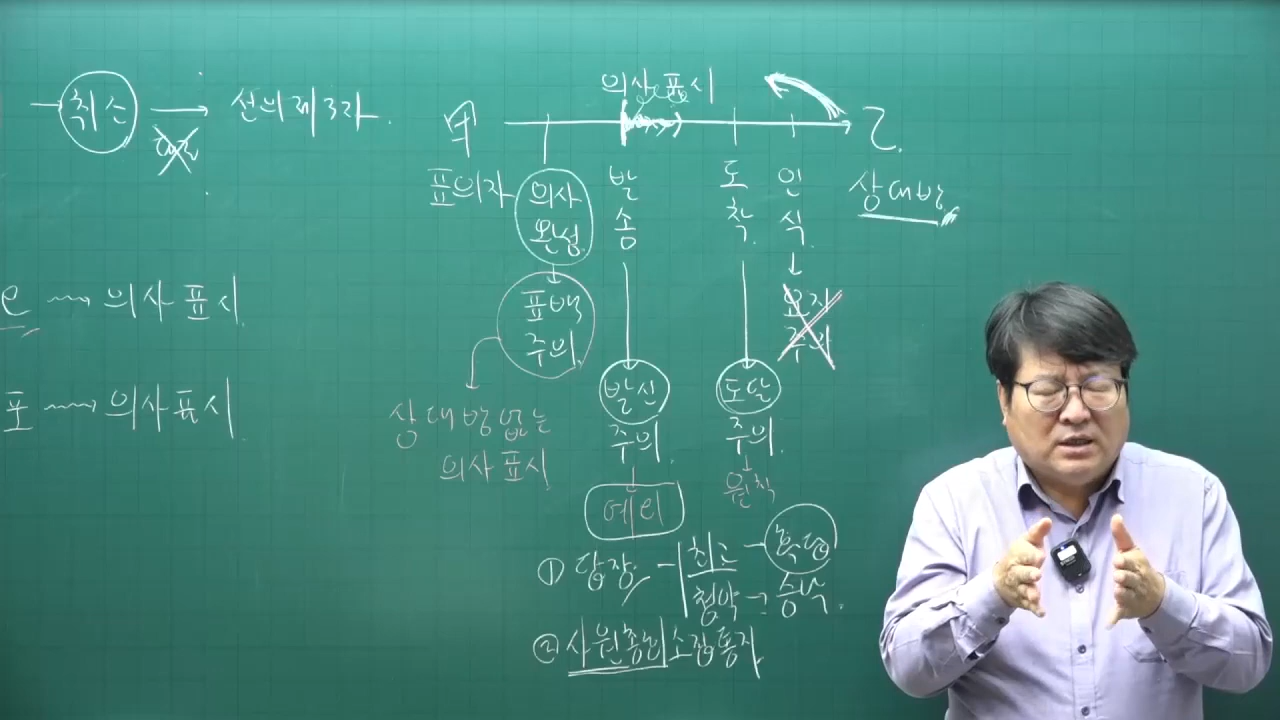 취소 → 선의 제3자.
e → 의사표시
포 → 의사표시
의사표시
甲 乙.
표의자
상대방
의사
완성
표백
주의
상대방없는
의사표시
발송
발신
주의.
예외
도착.
도달
주의.
원칙
인식.
요지
주의
① 답장 - 최고 - 확답
청약 → 승낙.
② 사원총회소집통지